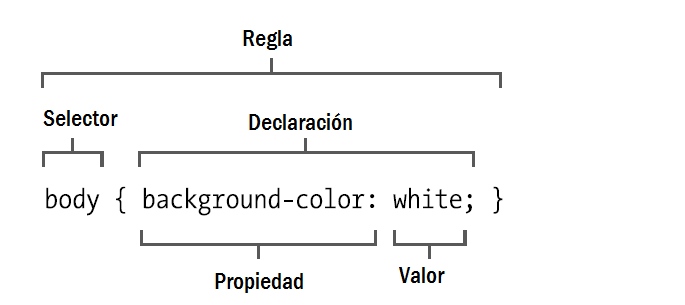 Regla
Selector
Declaración
body { background-color: white; }
Propiedad
Valor